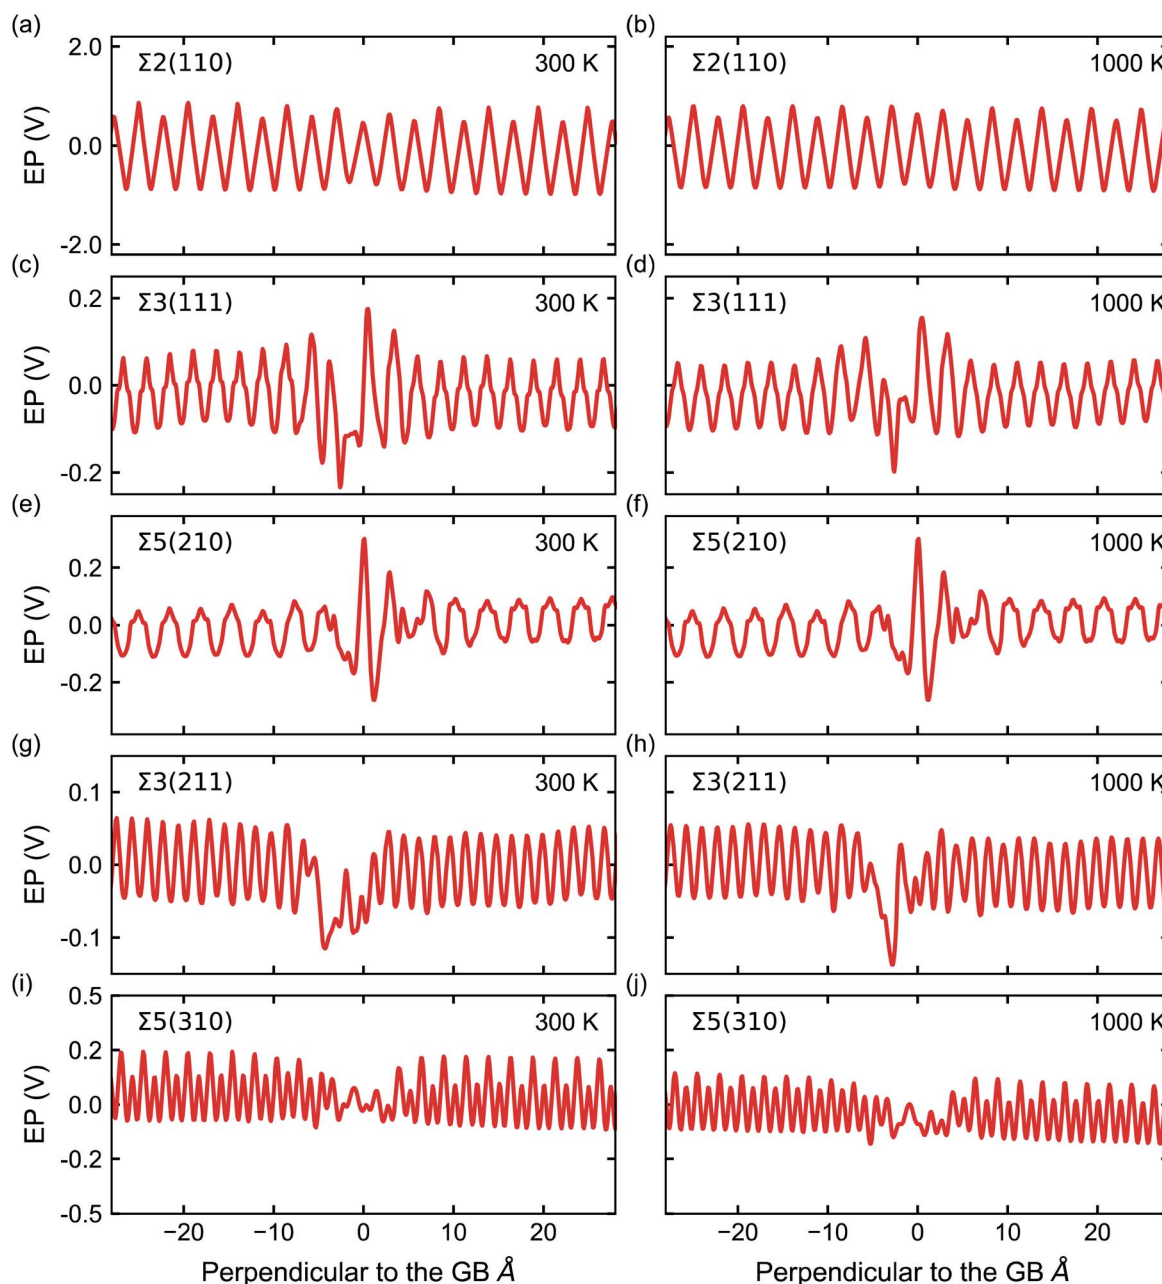 (a) (b)
2.0 Σ2(110) 300 K Σ2(110) 1000 K
EP (V) 0.0
-2.0
(c) (d)
0.2 Σ3(111) 300 K Σ3(111) 1000 K
EP (V) 0.0
-0.2
(e) (f)
Σ5(210) 300 K Σ5(210) 1000 K
0.2
EP (V) 0.0
-0.2
(g) (h)
0.1 Σ3(211) 300 K Σ3(211) 1000 K
EP (V) 0.0
-0.1
(i) (j)
0.5 Σ5(310) 300 K Σ5(310) 1000 K
0.2
EP (V) 0.0
-0.2
-0.5
−20 −10 0 10 20 −20 −10 0 10 20
Perpendicular to the GB Å Perpendicular to the GB Å